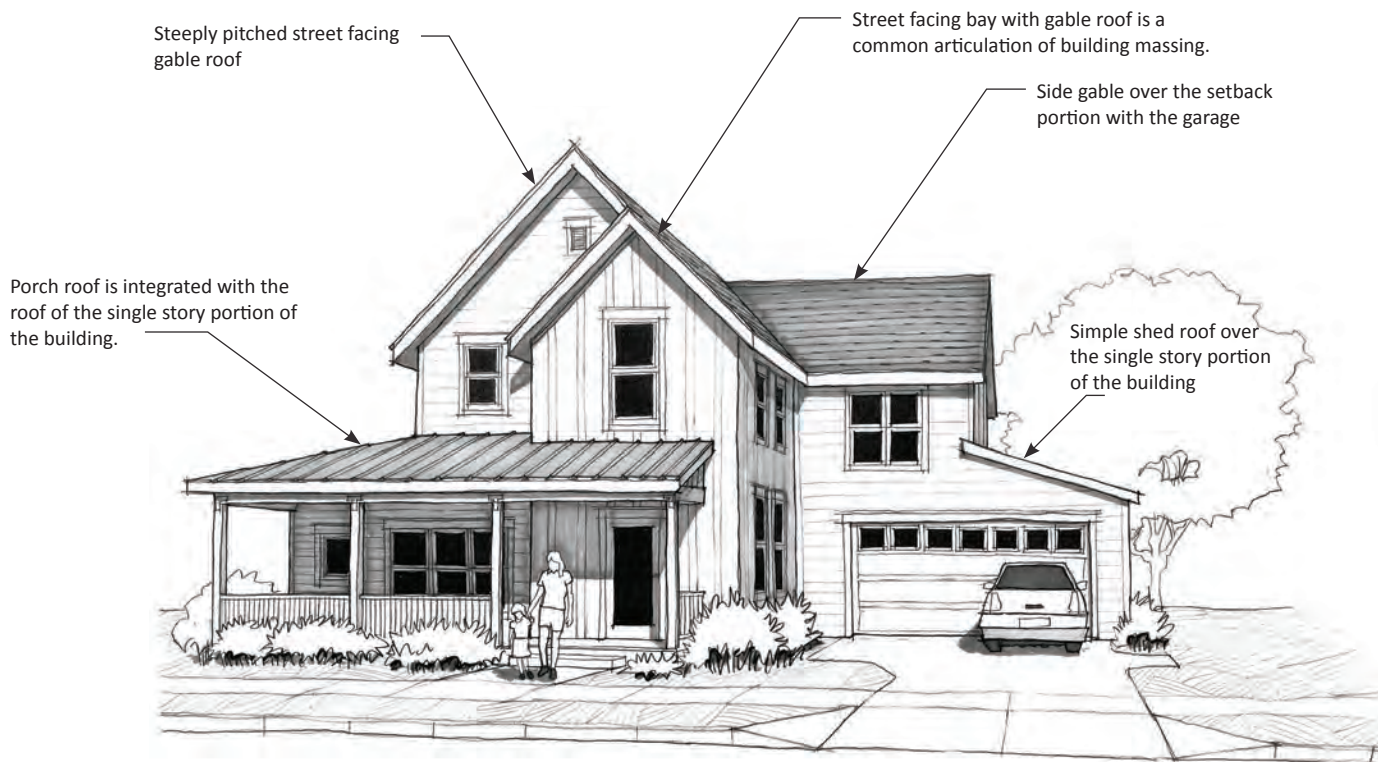 Steeply pitched street facing
gable roof
Street facing bay with gable roof is a
common articulation of building massing.
Side gable over the setback
portion with the garage
Porch roof is integrated with the
roof of the single story portion of
the building.
Simple shed roof over
the single story portion
of the building